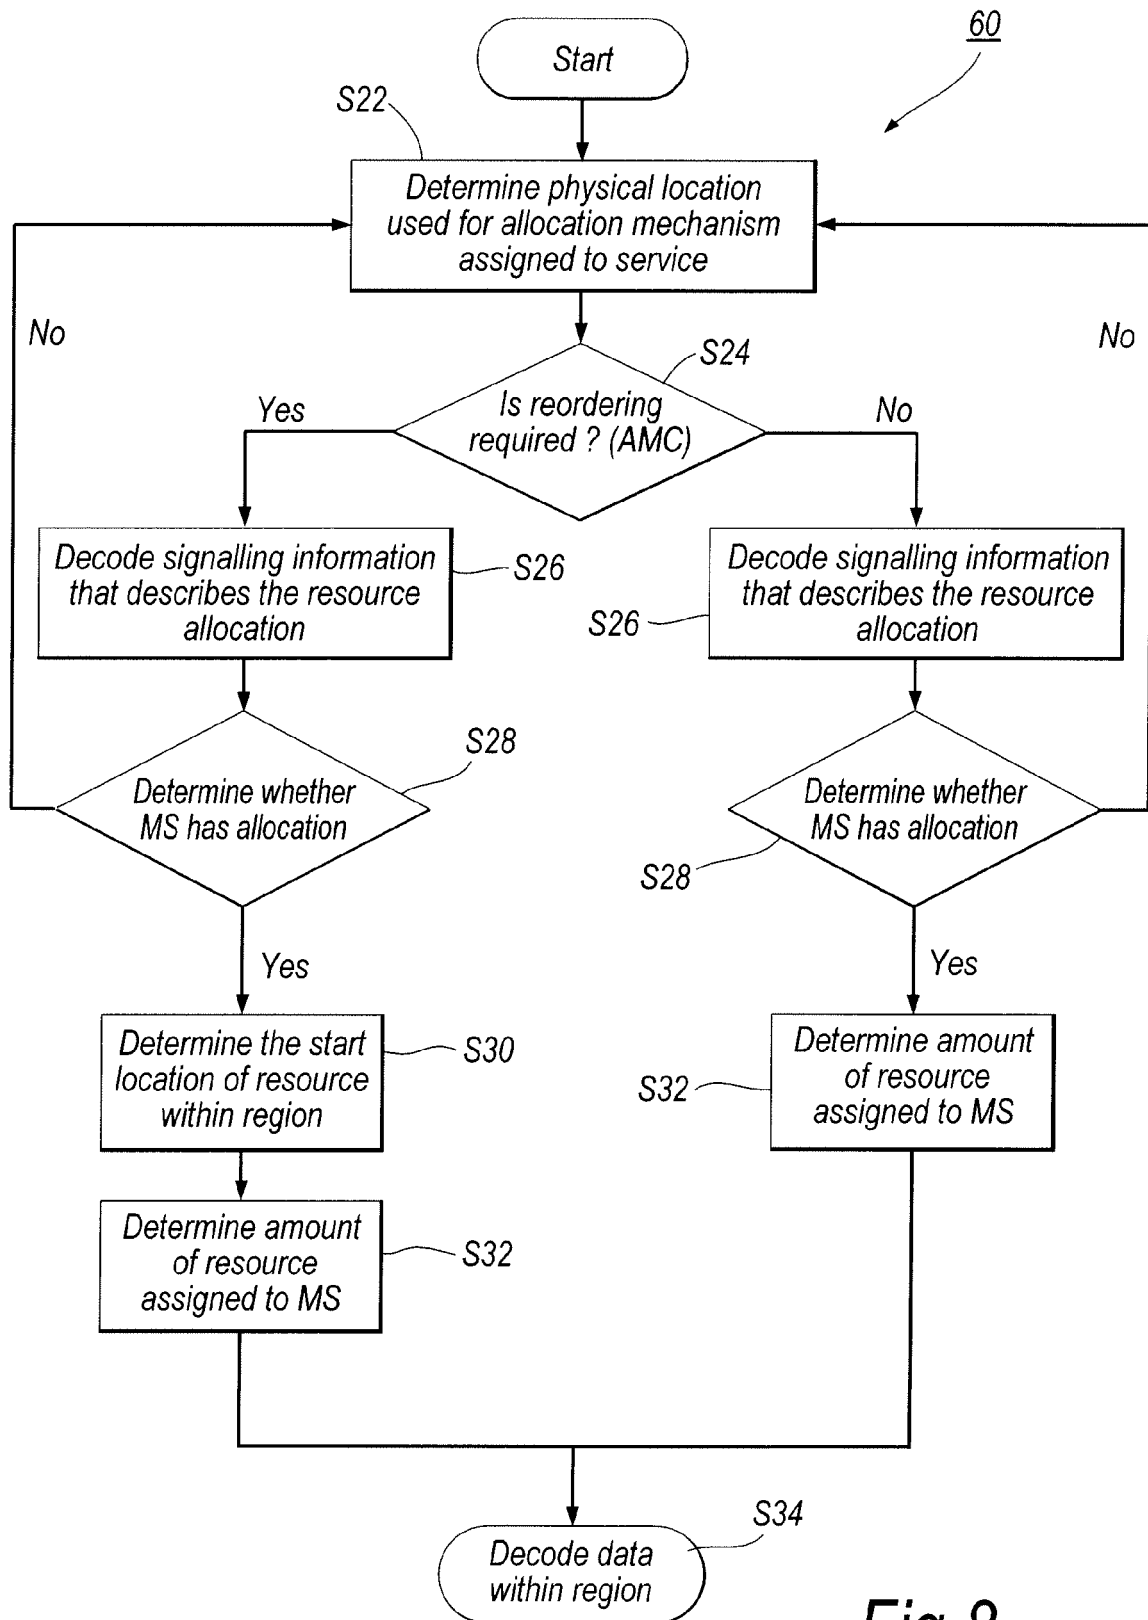 60
Start
S22
Determine physical location
used for allocation mechanism
assigned to service
No
No
S24
Is reordering
required ? (AMC)
Yes
No
Decode signalling information
that describes the resource
allocation
S26
Decode signalling information
that describes the resource
allocation
S26
S28
Determine whether
MS has allocation
Determine whether
MS has allocation
S28
Yes
Yes
Determine the start
location of resource
within region
S30
Determine amount
of resource
assigned to MS
S32
Determine amount
of resource
assigned to MS
S32
S34
Decode data
within region